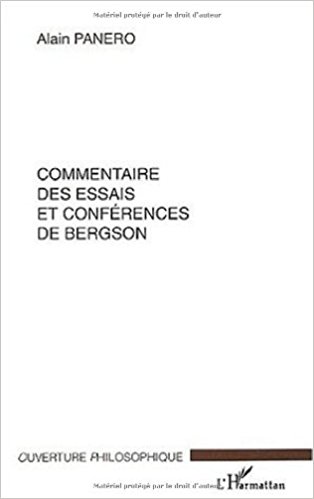 Matériel protégé par le droit d'auteur
Alain PANERO
COMMENTAIRE
DES ESSAIS
ET CONFÉRENCES
DE BERGSON
OUVERTURE PHILOSOPHIQUE
L'Harmattan
Matériel protégé par le droit d'auteur